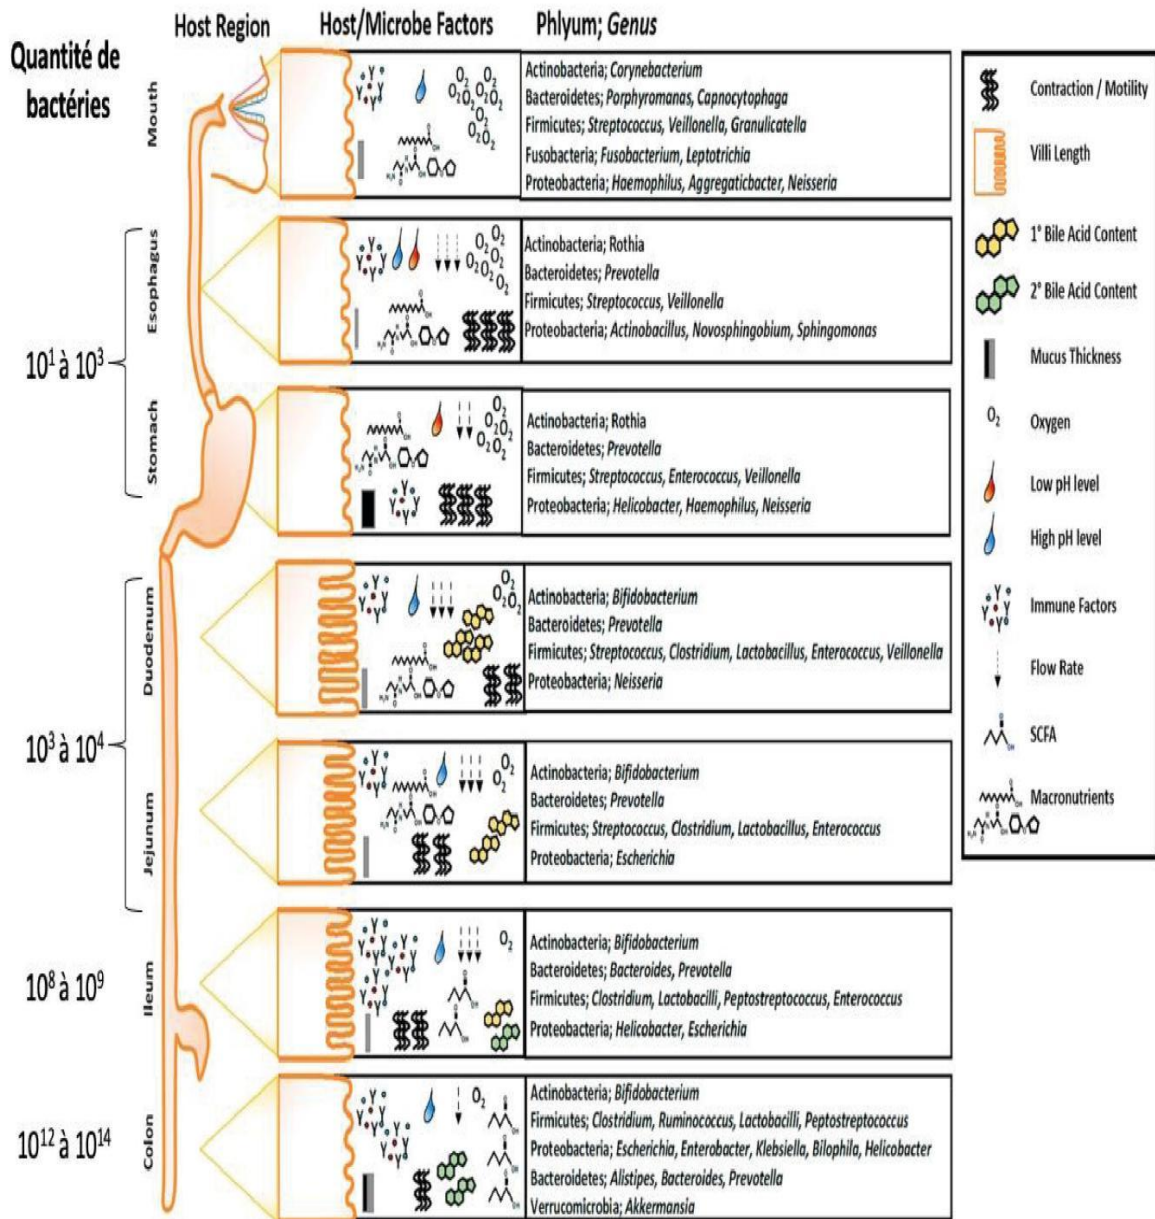 Quantité de
bactéries
Host Region
Host/Microbe Factors
Phlyum; Genus
Mouth
Actinobacteria; Corynebacterium
Bacteroidetes; Porphyromanas, Capnocytophaga
Firmicutes; Streptococcus, Veillonella, Granulicatella
Fusobacteria; Fusobacterium, Leptotrichia
Proteobacteria; Haemophilus, Aggregaticbacter, Neisseria
10¹ à 10³
Esophagus
Actinobacteria; Rothia
Bacteroidetes; Prevotella
Firmicutes; Streptococcus, Veillonella
Proteobacteria; Actinobacillus, Novosphingobium, Sphingomonas
Stomach
Actinobacteria; Rothia
Bacteroidetes; Prevotella
Firmicutes; Streptococcus, Enterococcus, Veillonella
Proteobacteria; Helicobacter, Haemophilus, Neisseria
10³ à 10⁴
Duodenum
Actinobacteria; Bifidobacterium
Bacteroidetes; Prevotella
Firmicutes; Streptococcus, Clostridium, Lactobacillus, Enterococcus, Veillonella
Proteobacteria; Neisseria
Jejunum
Actinobacteria; Bifidobacterium
Bacteroidetes; Prevotella
Firmicutes; Streptococcus, Clostridium, Lactobacillus, Enterococcus
Proteobacteria; Escherichia
10⁸ à 10⁹
Ileum
Actinobacteria; Bifidobacterium
Bacteroidetes; Bacteroides, Prevotella
Firmicutes; Clostridium, Lactobacilli, Peptostreptococcus, Enterococcus
Proteobacteria; Helicobacter, Escherichia
10¹² à 10¹⁴
Colon
Actinobacteria; Bifidobacterium
Firmicutes; Clostridium, Ruminococcus, Lactobacilli, Peptostreptococcus
Proteobacteria; Escherichia, Enterobacter, Klebsiella, Bilophila, Helicobacter
Bacteroidetes; Alistipes, Bacteroides, Prevotella
Verrucomicrobia; Akkermansia
Contraction / Motility
Villi Length
1° Bile Acid Content
2° Bile Acid Content
Mucus Thickness
O₂ Oxygen
Low pH level
High pH level
Immune Factors
Flow Rate
SCFA
Macronutrients